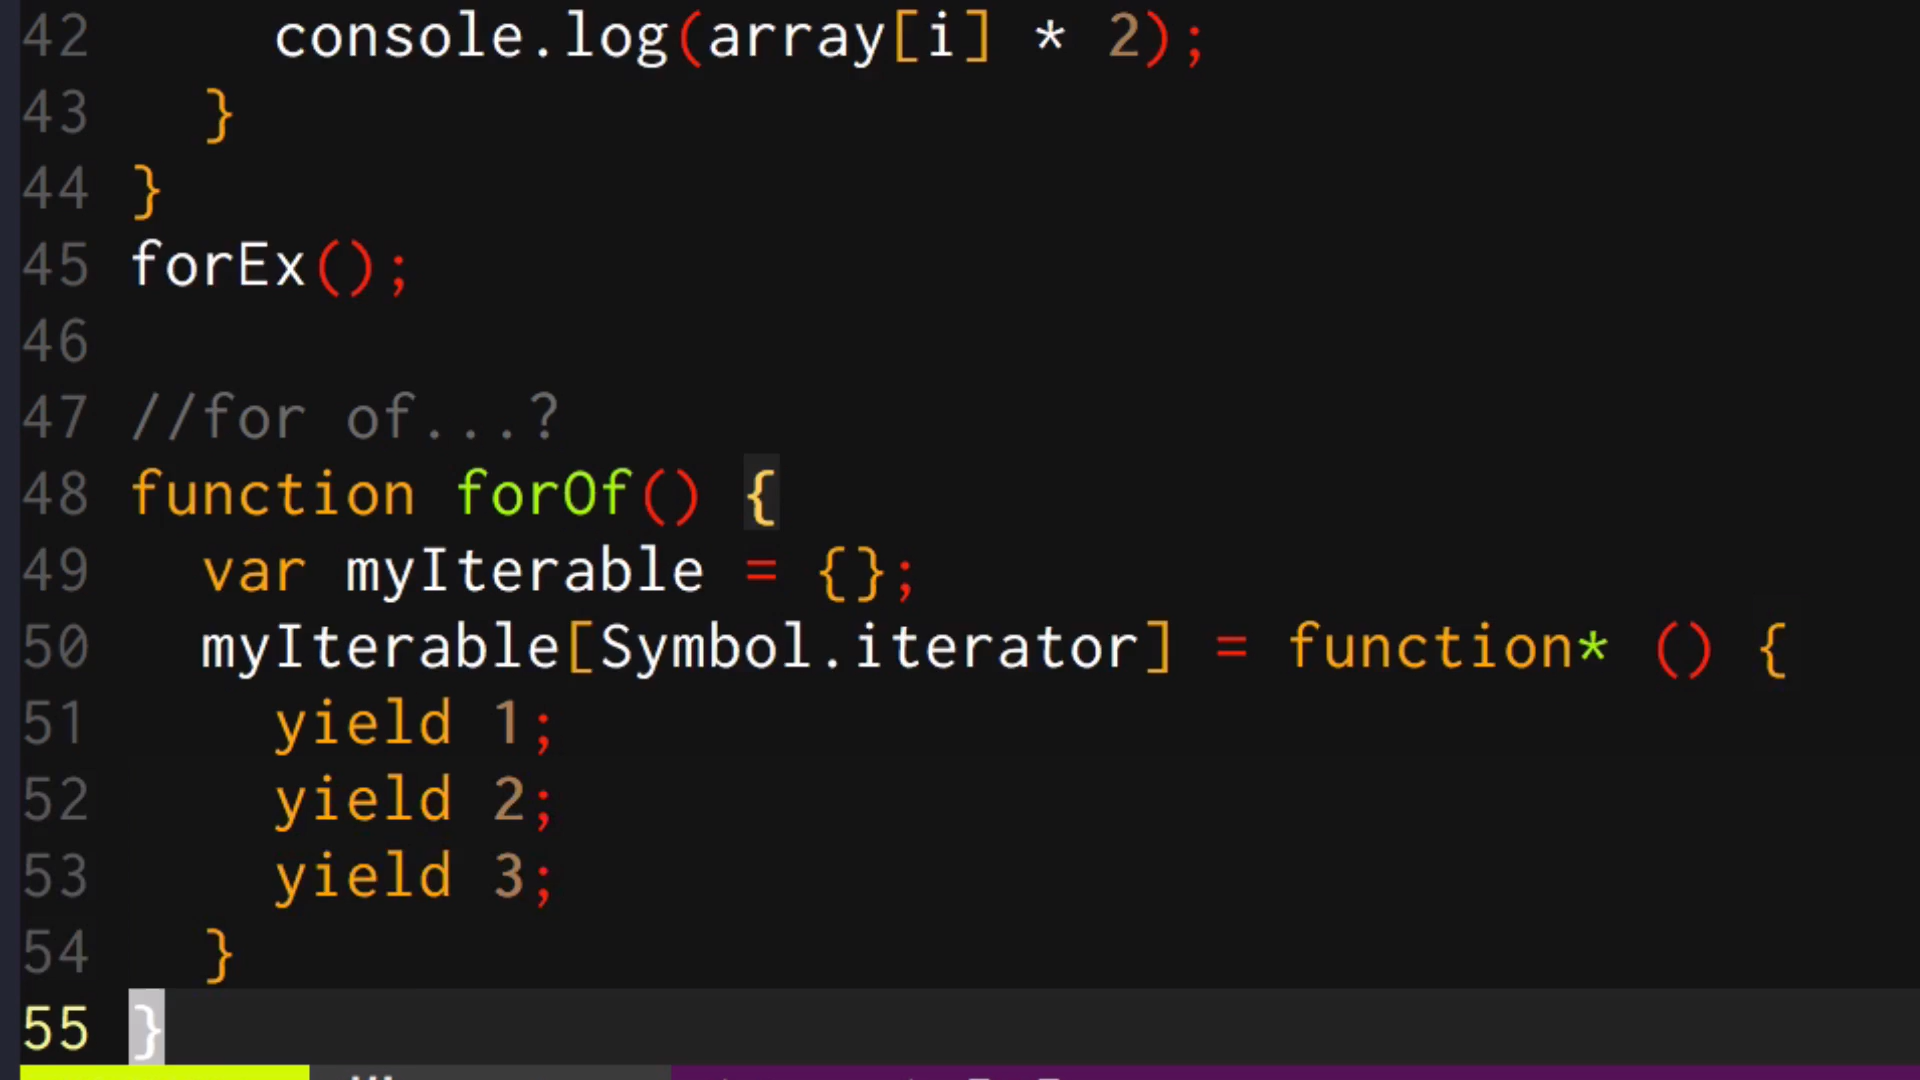 42 console.log(array[i] * 2);
43 }
44 }
45 forEx();
46
47 //for of...?
48 function forOf() {
49 var myIterable = {};
50 myIterable[Symbol.iterator] = function* () {
51 yield 1;
52 yield 2;
53 yield 3;
54 }
55 }